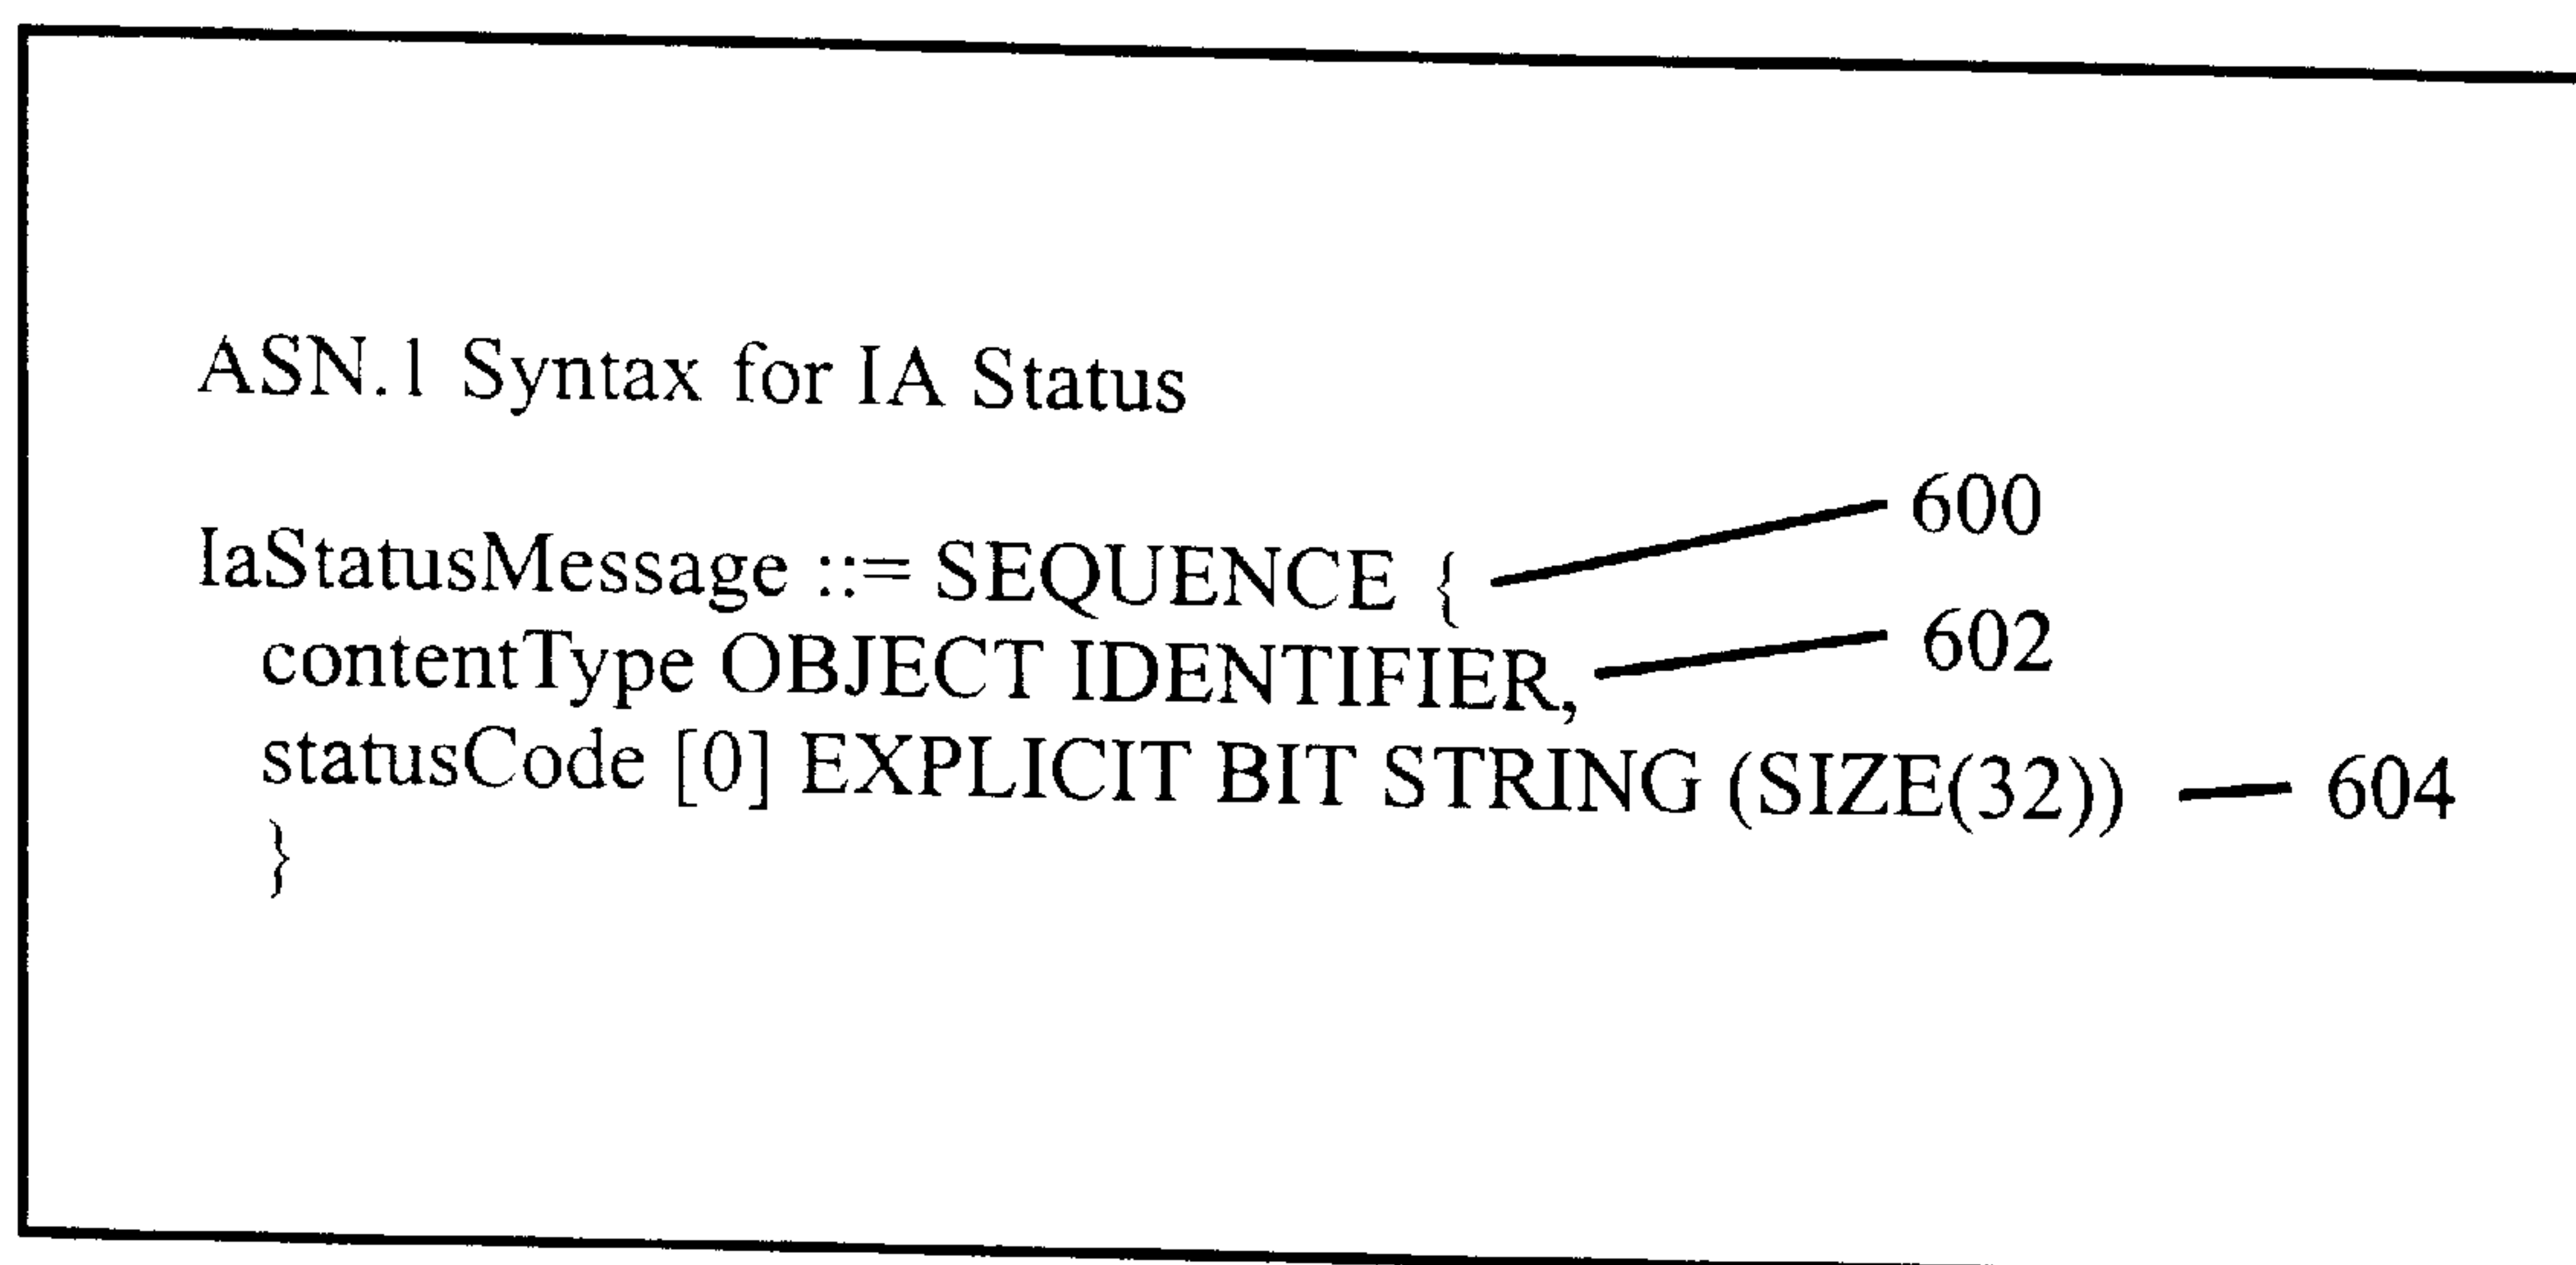 ASN.1 Syntax for IA Status
IaStatusMessage ::= SEQUENCE { 600
contentType OBJECT IDENTIFIER, 602
statusCode [0] EXPLICIT BIT STRING (SIZE(32)) 604
}